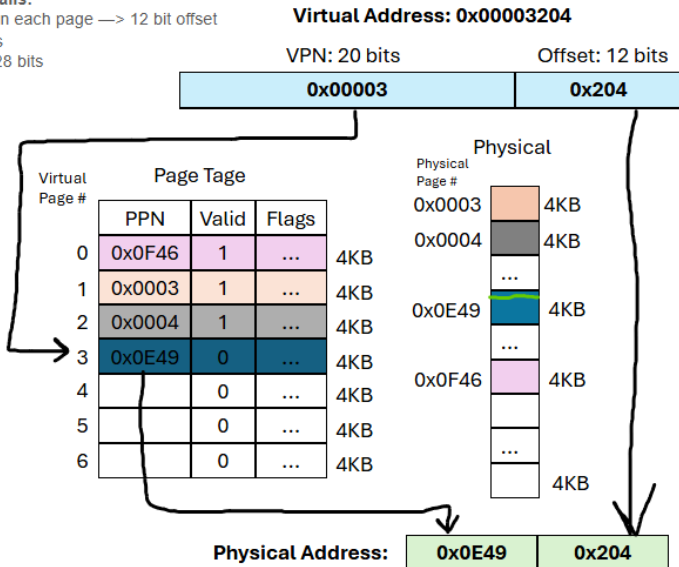 n each page —> 12 bit offset
28 bits
Virtual Address: 0x00003204
VPN: 20 bits
Offset: 12 bits
0x00003
0x204
Virtual
Page #
Page Tage
PPN Valid Flags
0 0x0F46 1 ... 4KB
1 0x0003 1 ... 4KB
2 0x0004 1 ... 4KB
3 0x0E49 0 ... 4KB
4 0 ... 4KB
5 0 ... 4KB
6 0 ... 4KB
Physical
Physical
Page #
0x0003 4KB
0x0004 4KB
...
0x0E49 4KB
...
0x0F46 4KB
...
4KB
Physical Address: 0x0E49 0x204